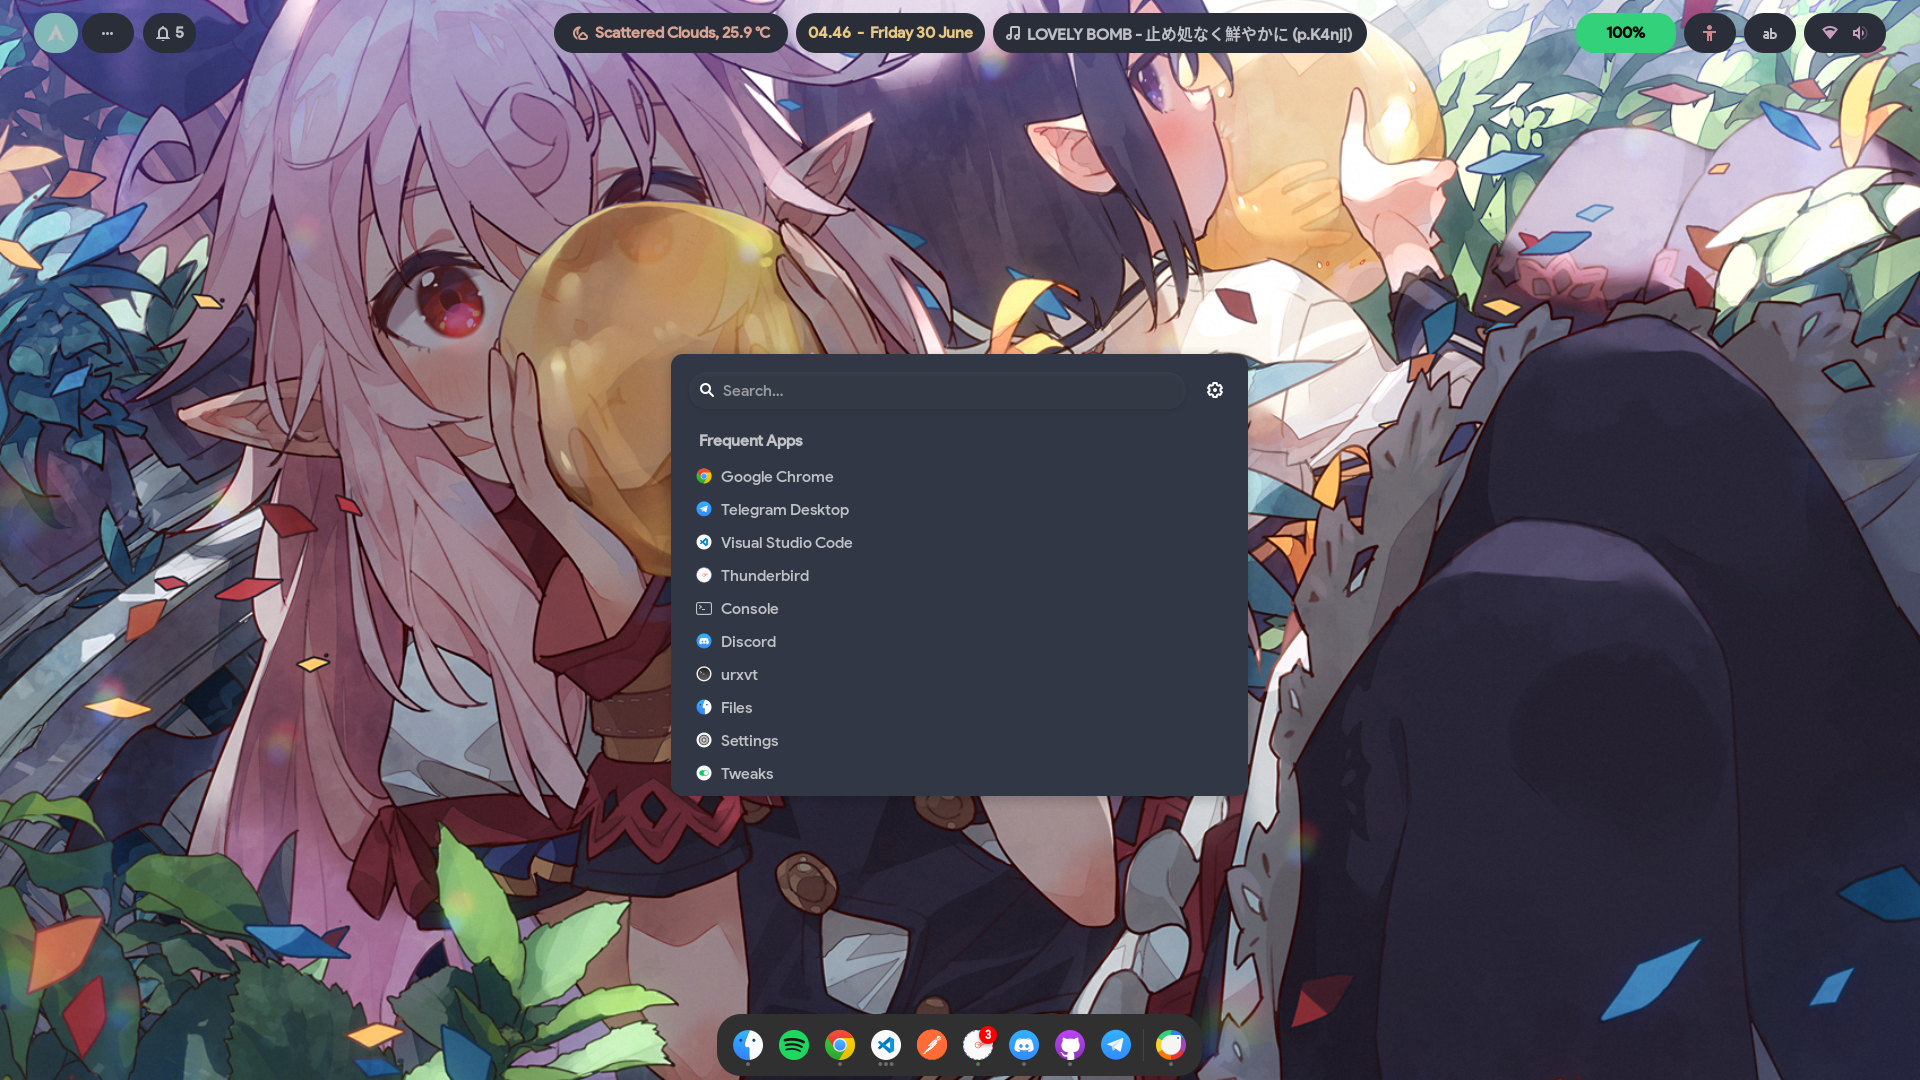 5
Scattered Clouds, 25.9 °C
04.46 - Friday 30 June
LOVELY BOMB - 止め処なく鮮やかに (p.K4nji)
100%
ab
Search...
Frequent Apps
Google Chrome
Telegram Desktop
Visual Studio Code
Thunderbird
Console
Discord
urxvt
Files
Settings
Tweaks
3